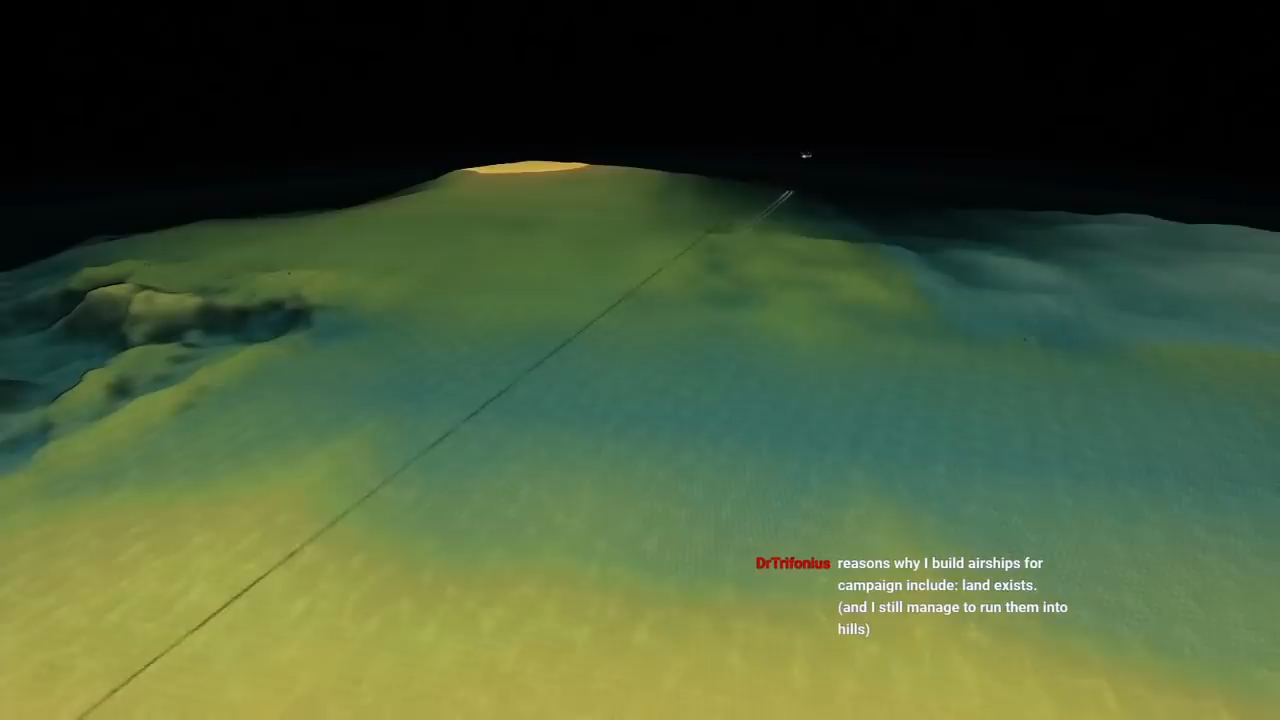 DrTrifonius reasons why I build airships for
campaign include: land exists.
(and I still manage to run them into
hills)